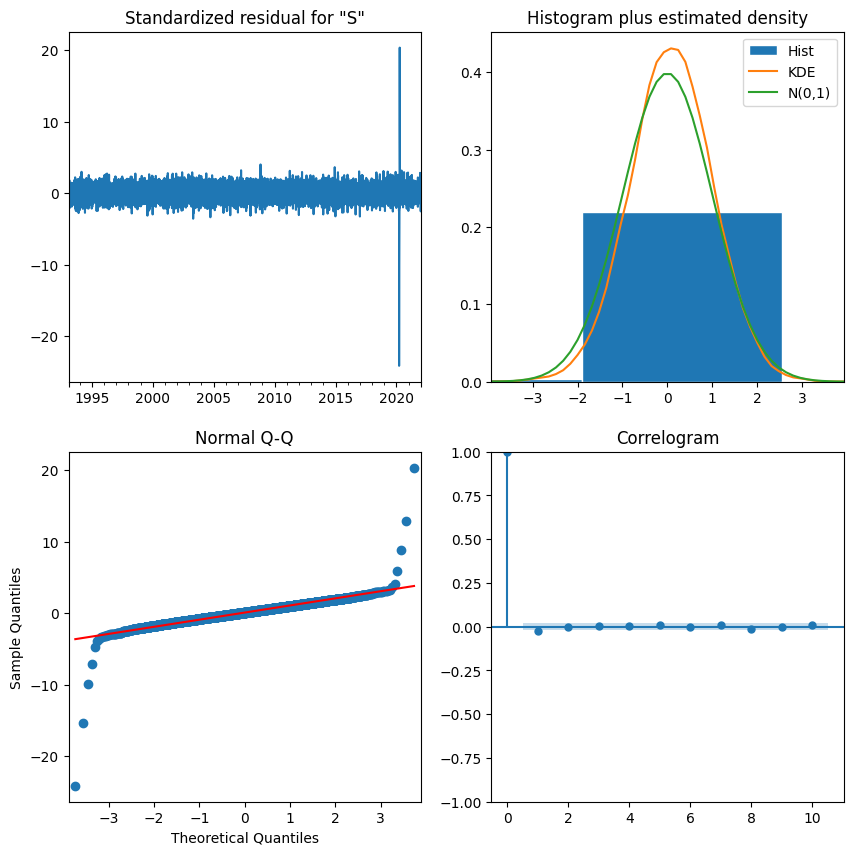 Standardized residual for "S"
20
10
0
−10
−20
1995 2000 2005 2010 2015 2020
Histogram plus estimated density
Hist
KDE
N(0,1)
0.4
0.3
0.2
0.1
0.0
−3 −2 −1 0 1 2 3
Normal Q-Q
Sample Quantiles
20
10
0
−10
−20
−3 −2 −1 0 1 2 3
Theoretical Quantiles
Correlogram
1.00
0.75
0.50
0.25
0.00
−0.25
−0.50
−0.75
−1.00
0 2 4 6 8 10